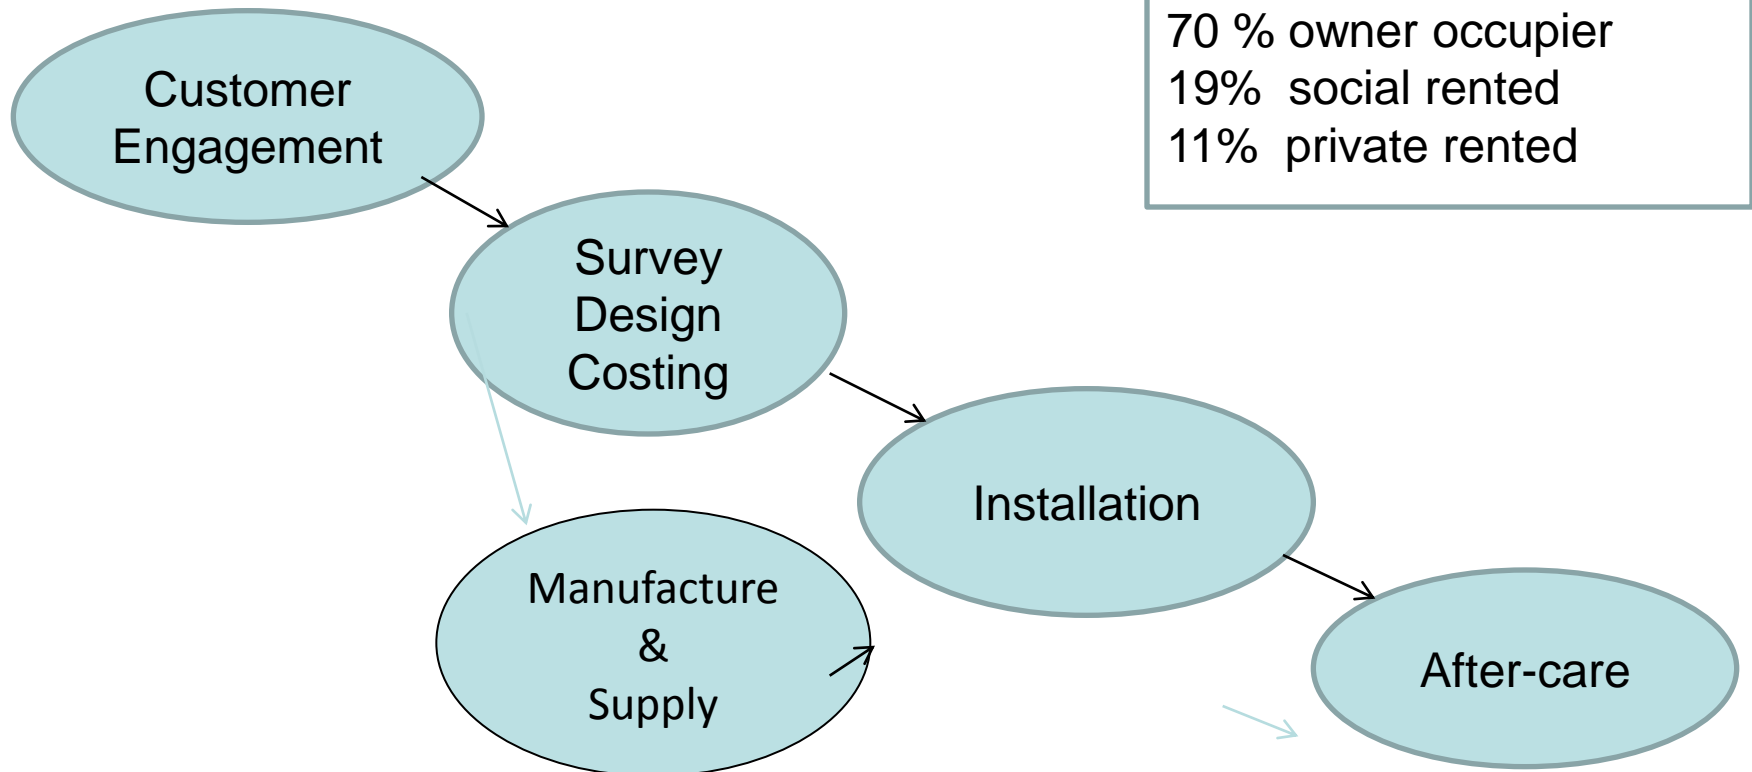 70 % owner occupier
19% social rented
11% private rented
Customer
Engagement
Survey
Design
Costing
Installation
Manufacture
&
Supply
After-care